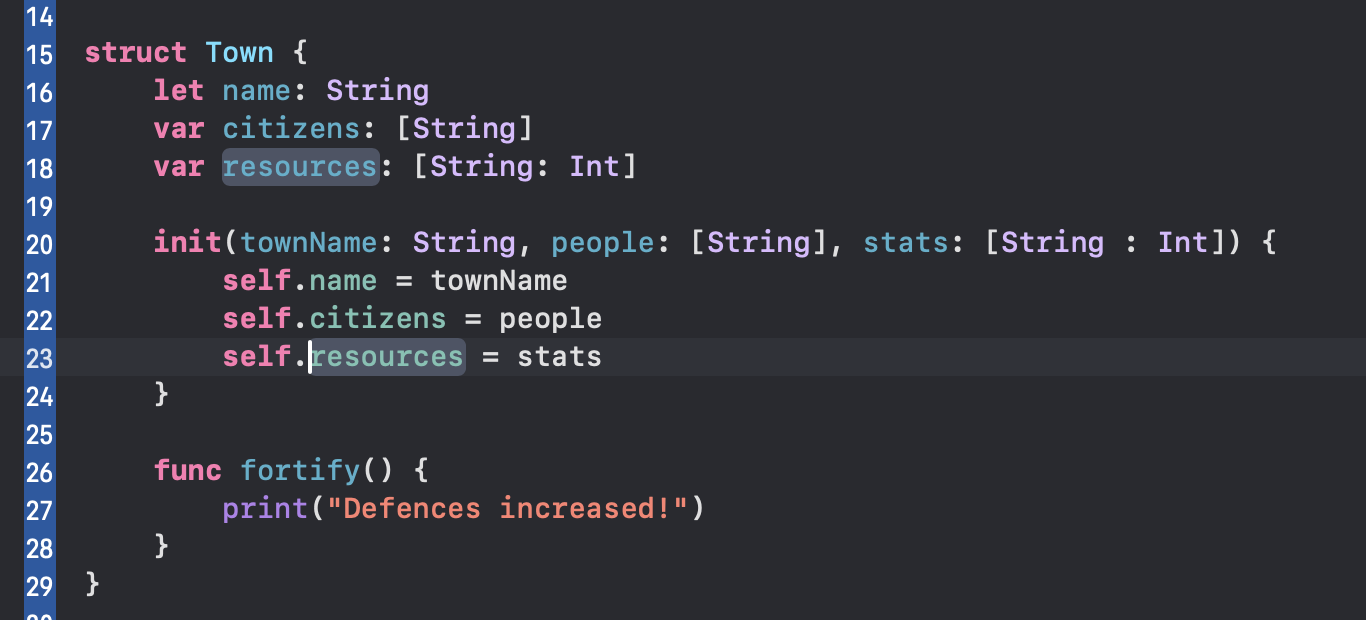 14
15 struct Town {
16     let name: String
17     var citizens: [String]
18     var resources: [String: Int]
19
20     init(townName: String, people: [String], stats: [String : Int]) {
21         self.name = townName
22         self.citizens = people
23         self.resources = stats
24     }
25
26     func fortify() {
27         print("Defences increased!")
28     }
29 }